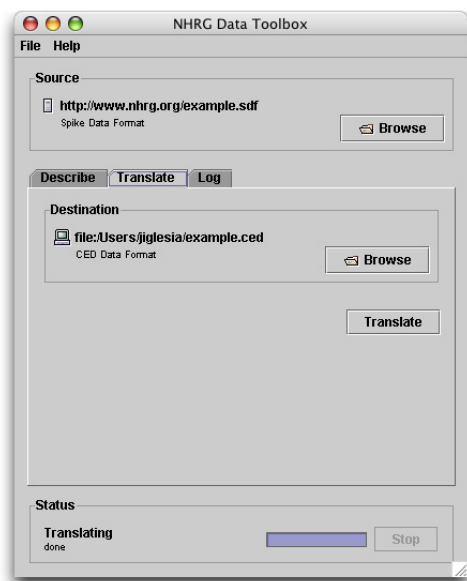 NHRG Data Toolbox
File Help
Source
http://www.nhrg.org/example.sdf
Spike Data Format
Browse
Describe Translate Log
Destination
file:/Users/jiglesia/example.ced
CED Data Format
Browse
Translate
Status
Translating
done
Stop